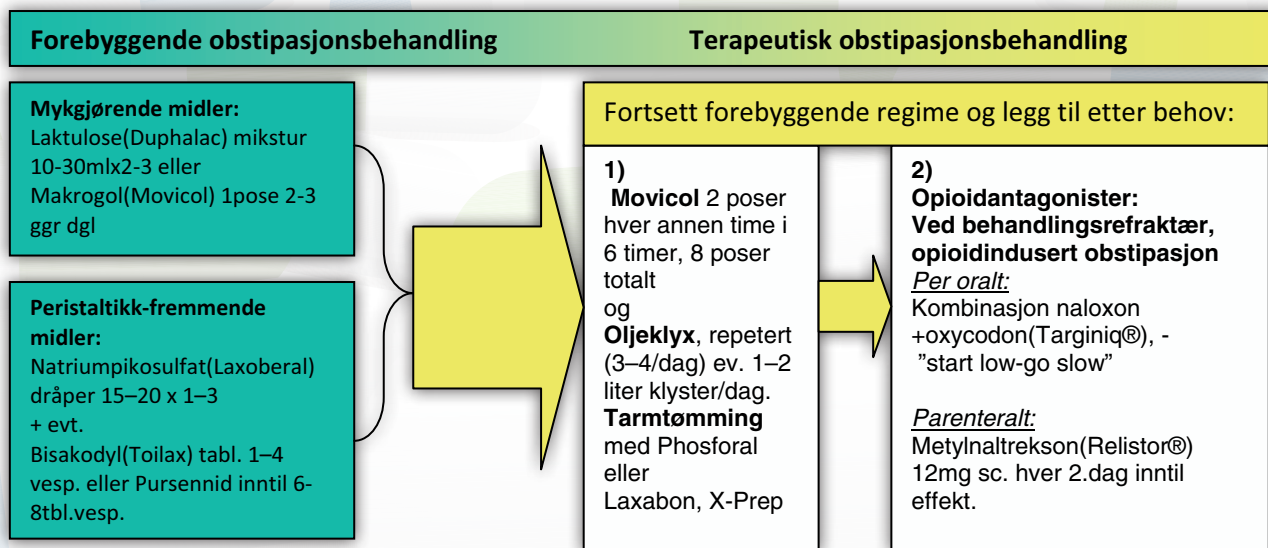 Forebyggende obstipasjonsbehandling
Terapeutisk obstipasjonsbehandling
Mykgjørende midler:
Laktulose(Duphalac) mikstur
10-30mlx2-3 eller
Makrogol(Movicol) 1pose 2-3
ggr dgl
Peristaltikk-fremmende
midler:
Natriumpikosulfat(Laxoberal)
dråper 15–20 x 1–3
+ evt.
Bisakodyl(Toilax) tabl. 1–4
vesp. eller Pursennid inntil 6-
8tbl.vesp.
Fortsett forebyggende regime og legg til etter behov:
1)
Movicol 2 poser
hver annen time i
6 timer, 8 poser
totalt
og
Oljeklyx, repetert
(3–4/dag) ev. 1–2
liter klyster/dag.
Tarmtømming
med Phosforal
eller
Laxabon, X-Prep
2)
Opioidantagonister:
Ved behandlingsrefraktær,
opioidindusert obstipasjon
Per oralt:
Kombinasjon naloxon
+oxycodon(Targiniq®), -
"start low-go slow”
Parenteralt:
Metylnaltrekson(Relistor®)
12mg sc. hver 2.dag inntil
effekt.